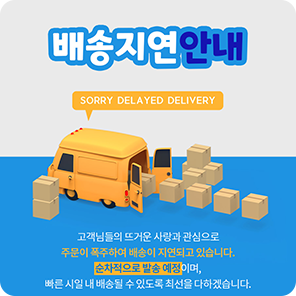 배송지연안내
SORRY DELAYED DELIVERY
고객님들의 뜨거운 사랑과 관심으로
주문이 폭주하여 배송이 지연되고 있습니다.
순차적으로 발송 예정이며,
빠른 시일 내 배송될 수 있도록 최선을 다하겠습니다.